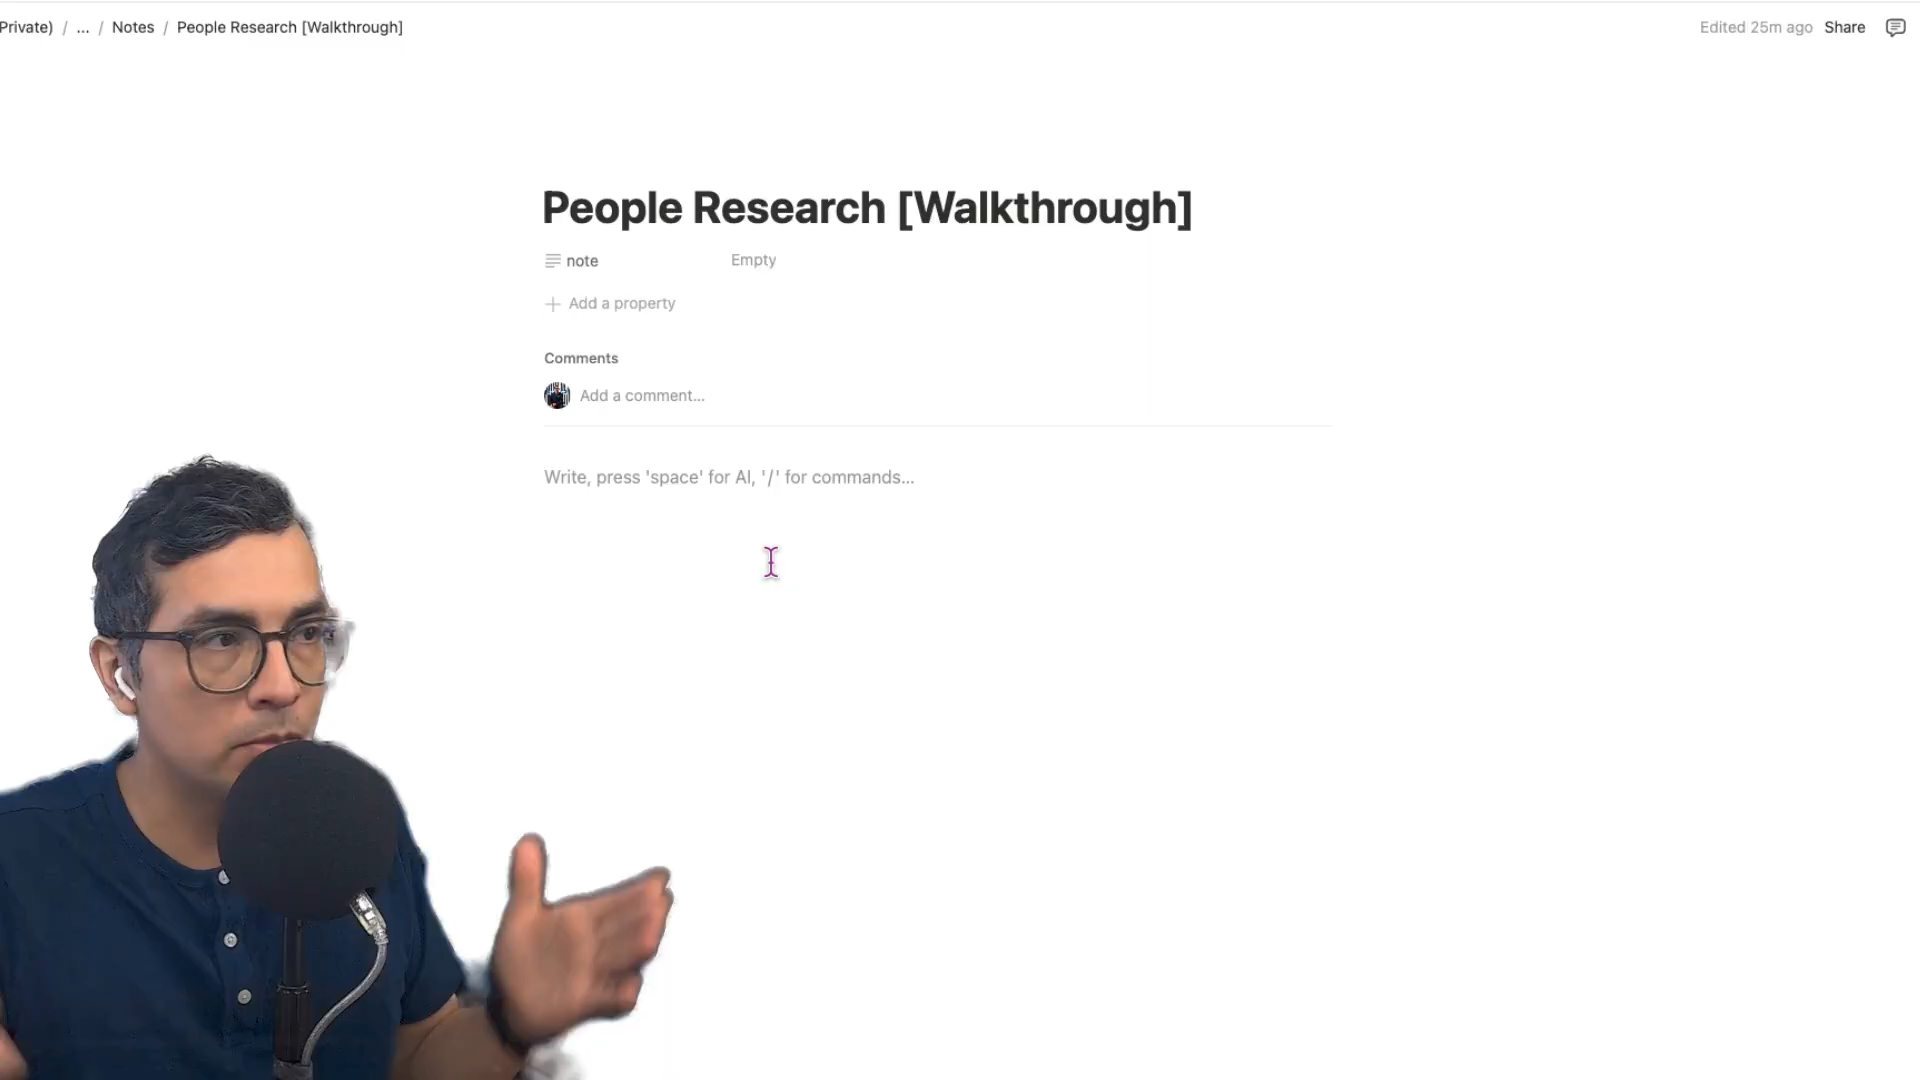 Private) / ... / Notes / People Research [Walkthrough]
Edited 25m ago Share
People Research [Walkthrough]
note Empty
Add a property
Comments
Add a comment...
Write, press 'space' for AI, '/' for commands...